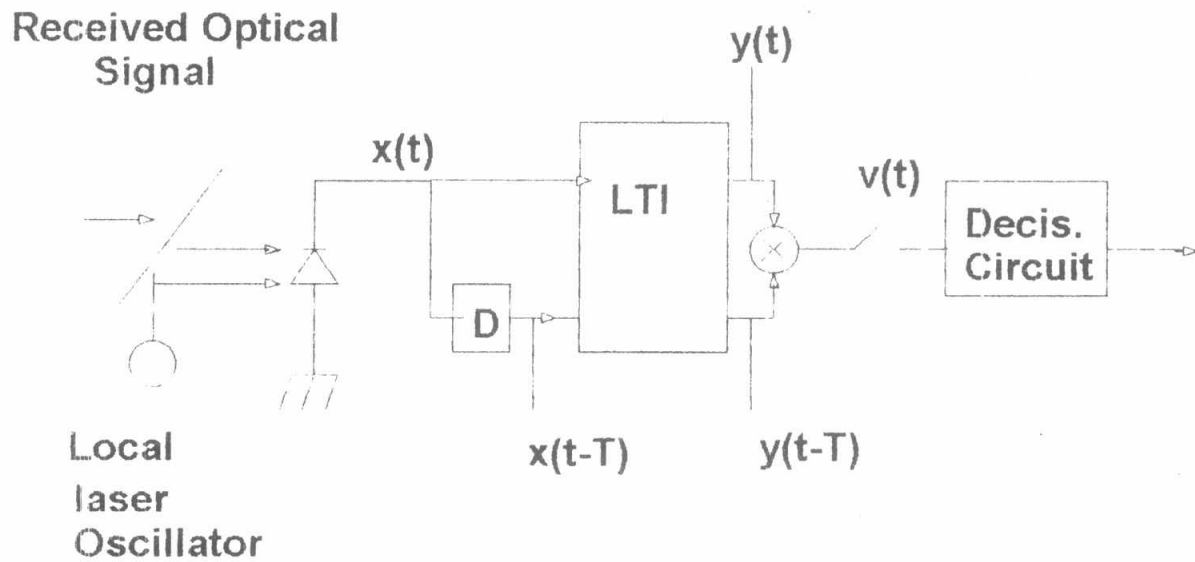 Received Optical
Signal
y(t)
x(t)
LTI
v(t)
Decis.
Circuit
D
x(t-T)
y(t-T)
Local
laser
Oscillator